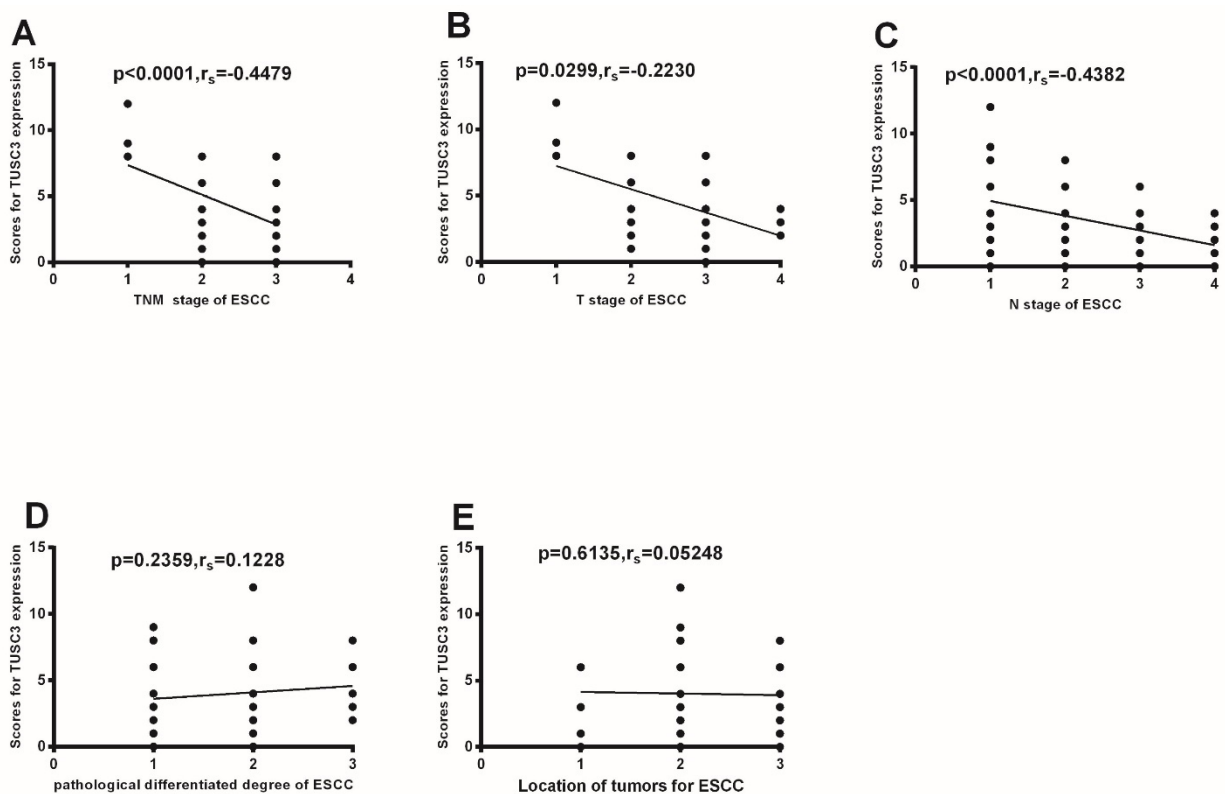 A
p<0.0001,rs=-0.4479
Scores for TUSC3 expression
15
10
5
0
0 1 2 3 4
TNM stage of ESCC
B
p=0.0299,rs=-0.2230
Scores for TUSC3 expression
15
10
5
0
0 1 2 3 4
T stage of ESCC
C
p<0.0001,rs=-0.4382
Scores for TUSC3 expression
15
10
5
0
0 1 2 3 4
N stage of ESCC
D
p=0.2359,rs=0.1228
Scores for TUSC3 expression
15
10
5
0
0 1 2 3
pathological differentiated degree of ESCC
E
p=0.6135,rs=0.05248
Scores for TUSC3 expression
15
10
5
0
0 1 2 3
Location of tumors for ESCC